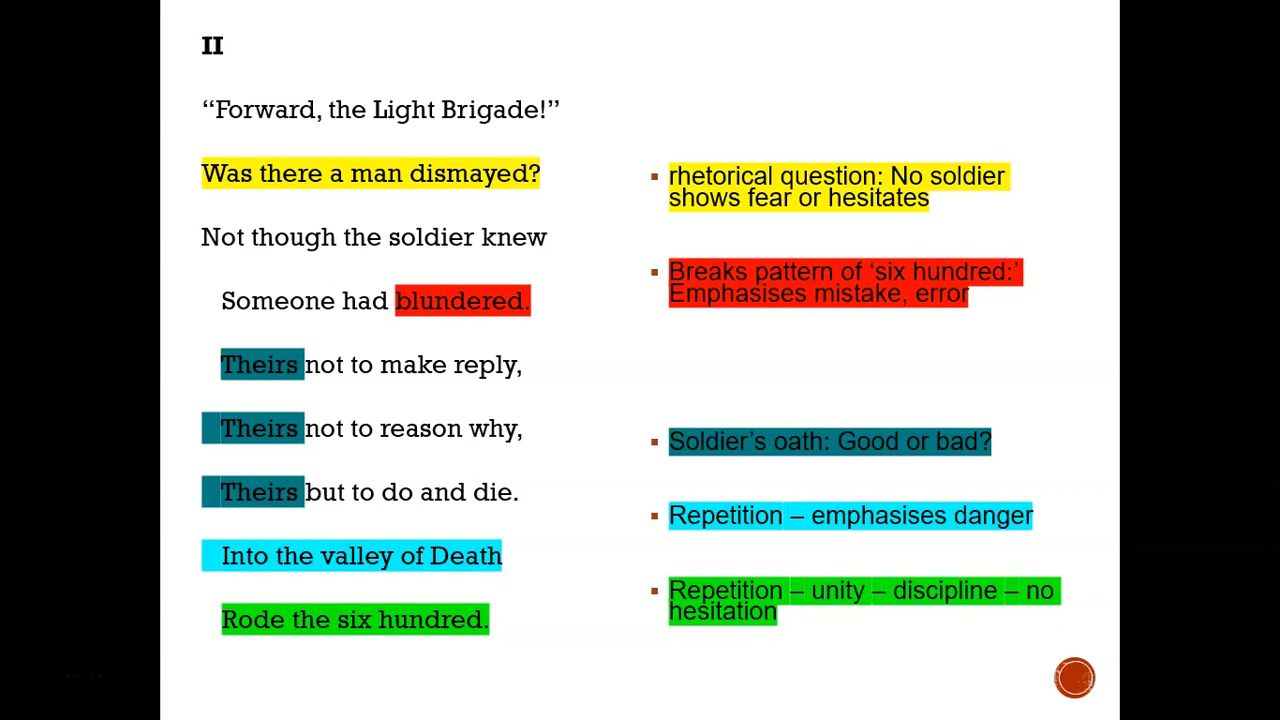 II
“Forward, the Light Brigade!”
Was there a man dismayed?
Not though the soldier knew
Someone had blundered.
Theirs not to make reply,
Theirs not to reason why,
Theirs but to do and die.
Into the valley of Death
Rode the six hundred.
rhetorical question: No soldier
shows fear or hesitates
Breaks pattern of ‘six hundred:’
Emphasises mistake, error
Soldier’s oath: Good or bad?
Repetition – emphasises danger
Repetition – unity – discipline – no
hesitation